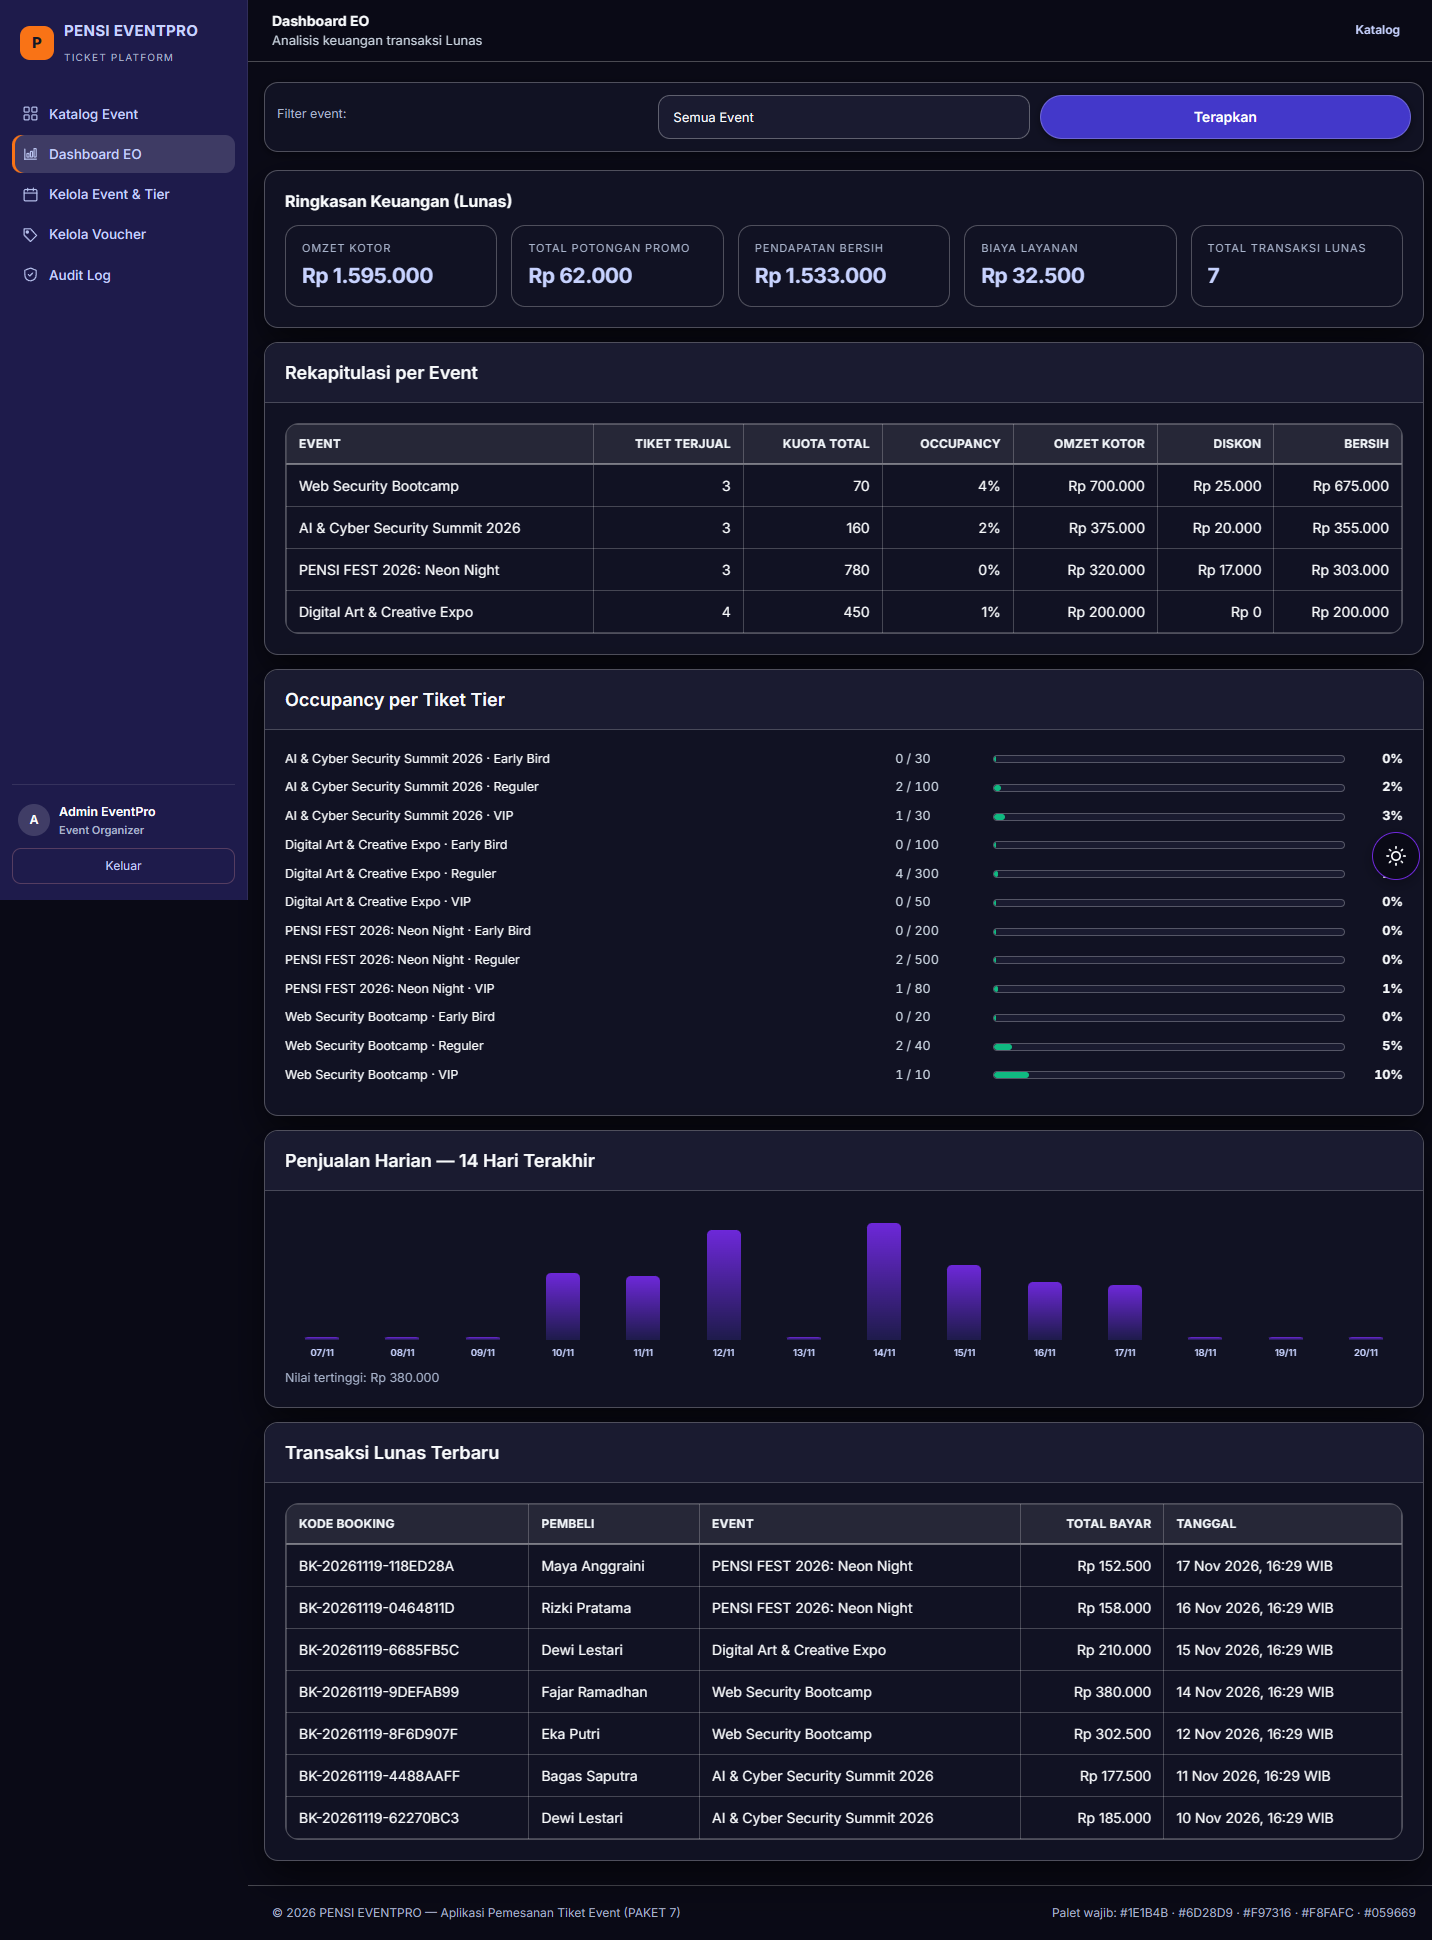 P
PENSI EVENTPRO
TICKET PLATFORM
Katalog Event
Dashboard EO
Kelola Event & Tier
Kelola Voucher
Audit Log
A
Admin EventPro
Event Organizer
Keluar
Dashboard EO
Analisis keuangan transaksi Lunas
Katalog
Filter event:
Semua Event
Terapkan
Ringkasan Keuangan (Lunas)
OMZET KOTOR
Rp 1.595.000
TOTAL POTONGAN PROMO
Rp 62.000
PENDAPATAN BERSIH
Rp 1.533.000
BIAYA LAYANAN
Rp 32.500
TOTAL TRANSAKSI LUNAS
7
Rekapitulasi per Event
EVENT TIKET TERJUAL KUOTA TOTAL OCCUPANCY OMZET KOTOR DISKON BERSIH
Web Security Bootcamp 3 70 4% Rp 700.000 Rp 25.000 Rp 675.000
AI & Cyber Security Summit 2026 3 160 2% Rp 375.000 Rp 20.000 Rp 355.000
PENSI FEST 2026: Neon Night 3 780 0% Rp 320.000 Rp 17.000 Rp 303.000
Digital Art & Creative Expo 4 450 1% Rp 200.000 Rp 0 Rp 200.000
Occupancy per Tiket Tier
AI & Cyber Security Summit 2026 · Early Bird 0 / 30 0%
AI & Cyber Security Summit 2026 · Reguler 2 / 100 2%
AI & Cyber Security Summit 2026 · VIP 1 / 30 3%
Digital Art & Creative Expo · Early Bird 0 / 100
Digital Art & Creative Expo · Reguler 4 / 300
Digital Art & Creative Expo · VIP 0 / 50 0%
PENSI FEST 2026: Neon Night · Early Bird 0 / 200 0%
PENSI FEST 2026: Neon Night · Reguler 2 / 500 0%
PENSI FEST 2026: Neon Night · VIP 1 / 80 1%
Web Security Bootcamp · Early Bird 0 / 20 0%
Web Security Bootcamp · Reguler 2 / 40 5%
Web Security Bootcamp · VIP 1 / 10 10%
Penjualan Harian — 14 Hari Terakhir
07/11 08/11 09/11 10/11 11/11 12/11 13/11 14/11 15/11 16/11 17/11 18/11 19/11 20/11
Nilai tertinggi: Rp 380.000
Transaksi Lunas Terbaru
KODE BOOKING PEMBELI EVENT TOTAL BAYAR TANGGAL
BK-20261119-118ED28A Maya Anggraini PENSI FEST 2026: Neon Night Rp 152.500 17 Nov 2026, 16:29 WIB
BK-20261119-0464811D Rizki Pratama PENSI FEST 2026: Neon Night Rp 158.000 16 Nov 2026, 16:29 WIB
BK-20261119-6685FB5C Dewi Lestari Digital Art & Creative Expo Rp 210.000 15 Nov 2026, 16:29 WIB
BK-20261119-9DEFAB99 Fajar Ramadhan Web Security Bootcamp Rp 380.000 14 Nov 2026, 16:29 WIB
BK-20261119-8F6D907F Eka Putri Web Security Bootcamp Rp 302.500 12 Nov 2026, 16:29 WIB
BK-20261119-4488AAFF Bagas Saputra AI & Cyber Security Summit 2026 Rp 177.500 11 Nov 2026, 16:29 WIB
BK-20261119-62270BC3 Dewi Lestari AI & Cyber Security Summit 2026 Rp 185.000 10 Nov 2026, 16:29 WIB
© 2026 PENSI EVENTPRO — Aplikasi Pemesanan Tiket Event (PAKET 7)
Palet wajib: #1E1B4B · #6D28D9 · #F97316 · #F8FAFC · #059669